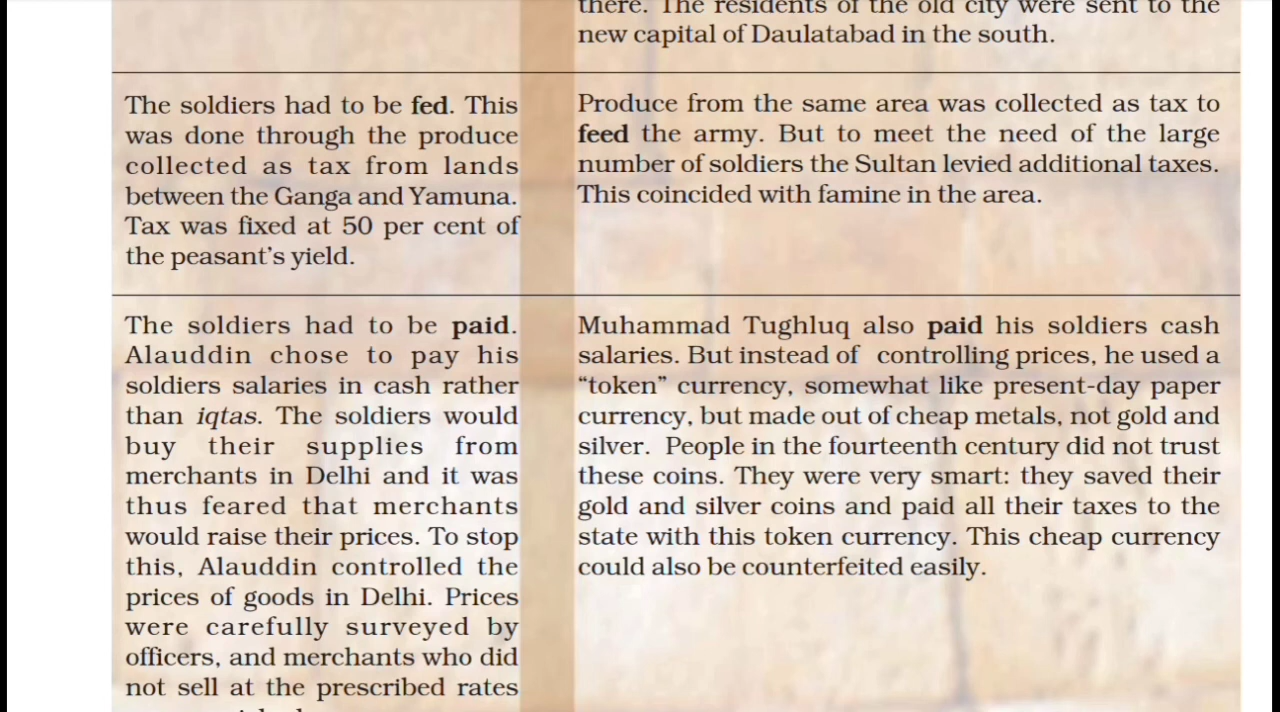 there. The residents of the old city were sent to the
new capital of Daulatabad in the south.
The soldiers had to be fed. This
was done through the produce
collected as tax from lands
between the Ganga and Yamuna.
Tax was fixed at 50 per cent of
the peasant's yield.
Produce from the same area was collected as tax to
feed the army. But to meet the need of the large
number of soldiers the Sultan levied additional taxes.
This coincided with famine in the area.
The soldiers had to be paid.
Alauddin chose to pay his
soldiers salaries in cash rather
than iqtas. The soldiers would
buy their supplies from
merchants in Delhi and it was
thus feared that merchants
would raise their prices. To stop
this, Alauddin controlled the
prices of goods in Delhi. Prices
were carefully surveyed by
officers, and merchants who did
not sell at the prescribed rates
Muhammad Tughluq also paid his soldiers cash
salaries. But instead of controlling prices, he used a
“token” currency, somewhat like present-day paper
currency, but made out of cheap metals, not gold and
silver. People in the fourteenth century did not trust
these coins. They were very smart: they saved their
gold and silver coins and paid all their taxes to the
state with this token currency. This cheap currency
could also be counterfeited easily.